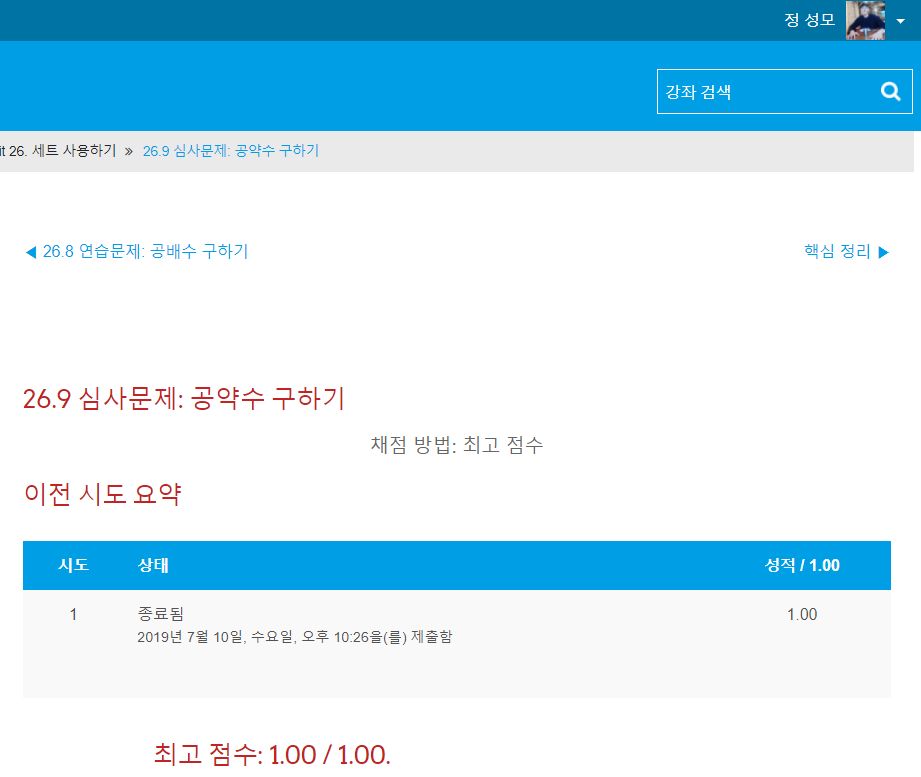 정 성모
강좌 검색
it 26. 세트 사용하기 » 26.9 심사문제: 공약수 구하기
◀ 26.8 연습문제: 공배수 구하기 핵심 정리 ▶
26.9 심사문제: 공약수 구하기
채점 방법: 최고 점수
이전 시도 요약
시도 상태 성적 / 1.00
1 종료됨 1.00
2019년 7월 10일, 수요일, 오후 10:26을(를) 제출함
최고 점수: 1.00 / 1.00.